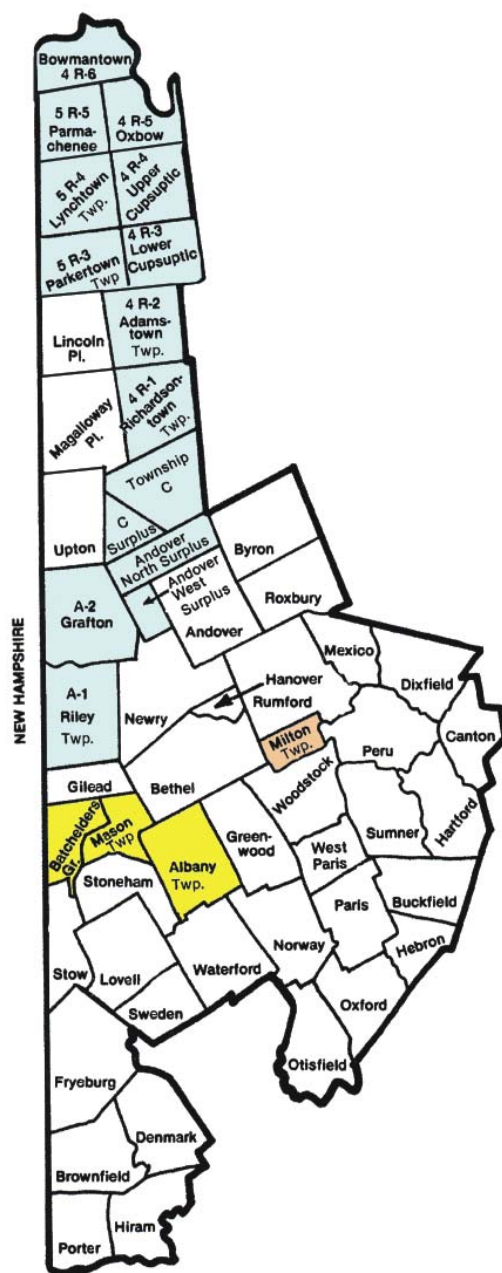 Bowmantown
4 R-6
5 R-5
Parma-
chenee
4 R-5
Oxbow
5 R-4
Lynchtown
Twp.
4 R-4
Upper
Cupsuptic
5 R-3
Parkertown
Twp
4 R-3
Lower
Cupsuptic
4 R-2
Adams-
town
Twp.
Lincoln
Pl.
4 R-1
Richardson-
town
Twp.
Magalloway
Pl.
Township
C
C
Surplus
Upton
Andover
North Surplus
Byron
Andover
West
Surplus
A-2
Grafton
Roxbury
Andover
NEW HAMPSHIRE
Mexico
Hanover
Dixfield
A-1
Riley
Twp.
Newry
Rumford
Canton
Milton
Twp.
Peru
Gilead
Bethel
Woodstock
Hartford
Batchelders
Gr.
Mason
Twp
Albany
Twp.
Green-
wood
Sumner
West
Paris
Stoneham
Paris
Buckfield
Norway
Hebron
Stow
Lovell
Waterford
Sweden
Oxford
Otisfield
Fryeburg
Denmark
Brownfield
Hiram
Porter